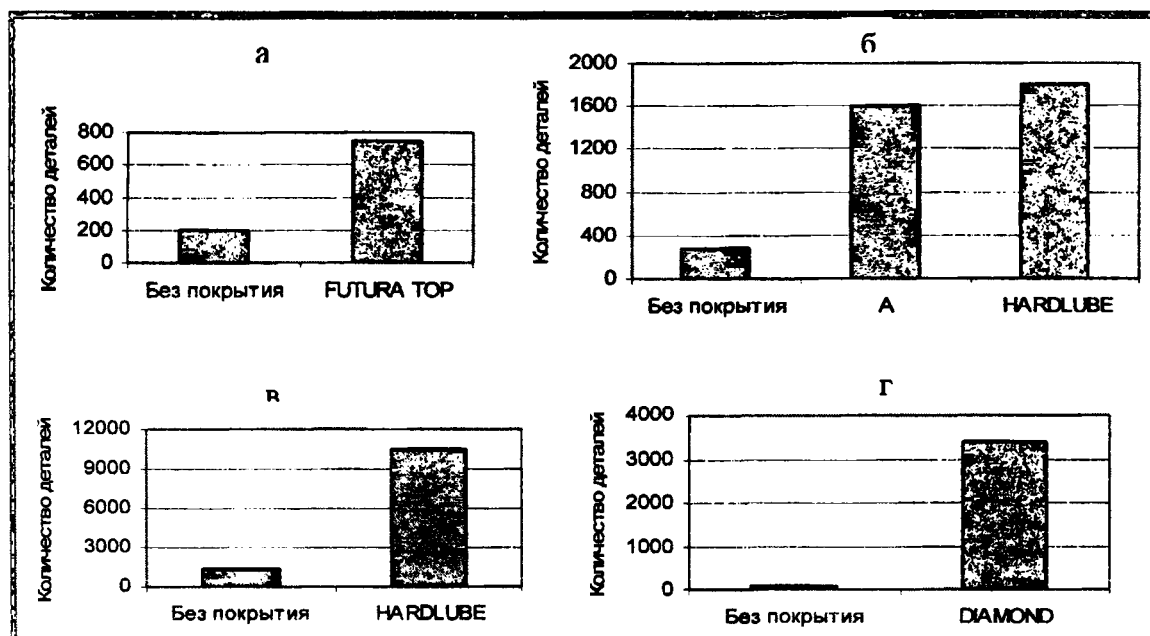 а
Количество деталей
800
600
400
200
0
Без покрытия FUTURA TOP
б
Количество деталей
2000
1600
1200
800
400
0
Без покрытия A HARDLUBE
в
Количество деталей
12000
9000
6000
3000
0
Без покрытия HARDLUBE
г
Количество деталей
4000
3000
2000
1000
0
Без покрытия DIAMOND